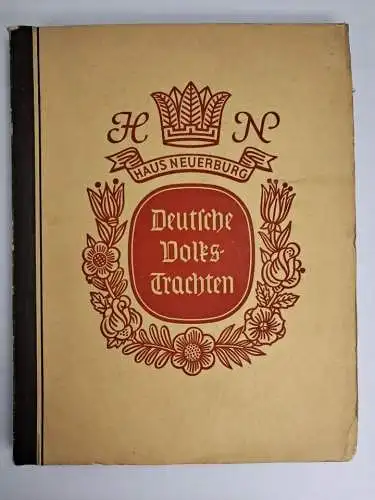 H N
HAUS NEUERBURG
Deutsche
Volks-
Trachten